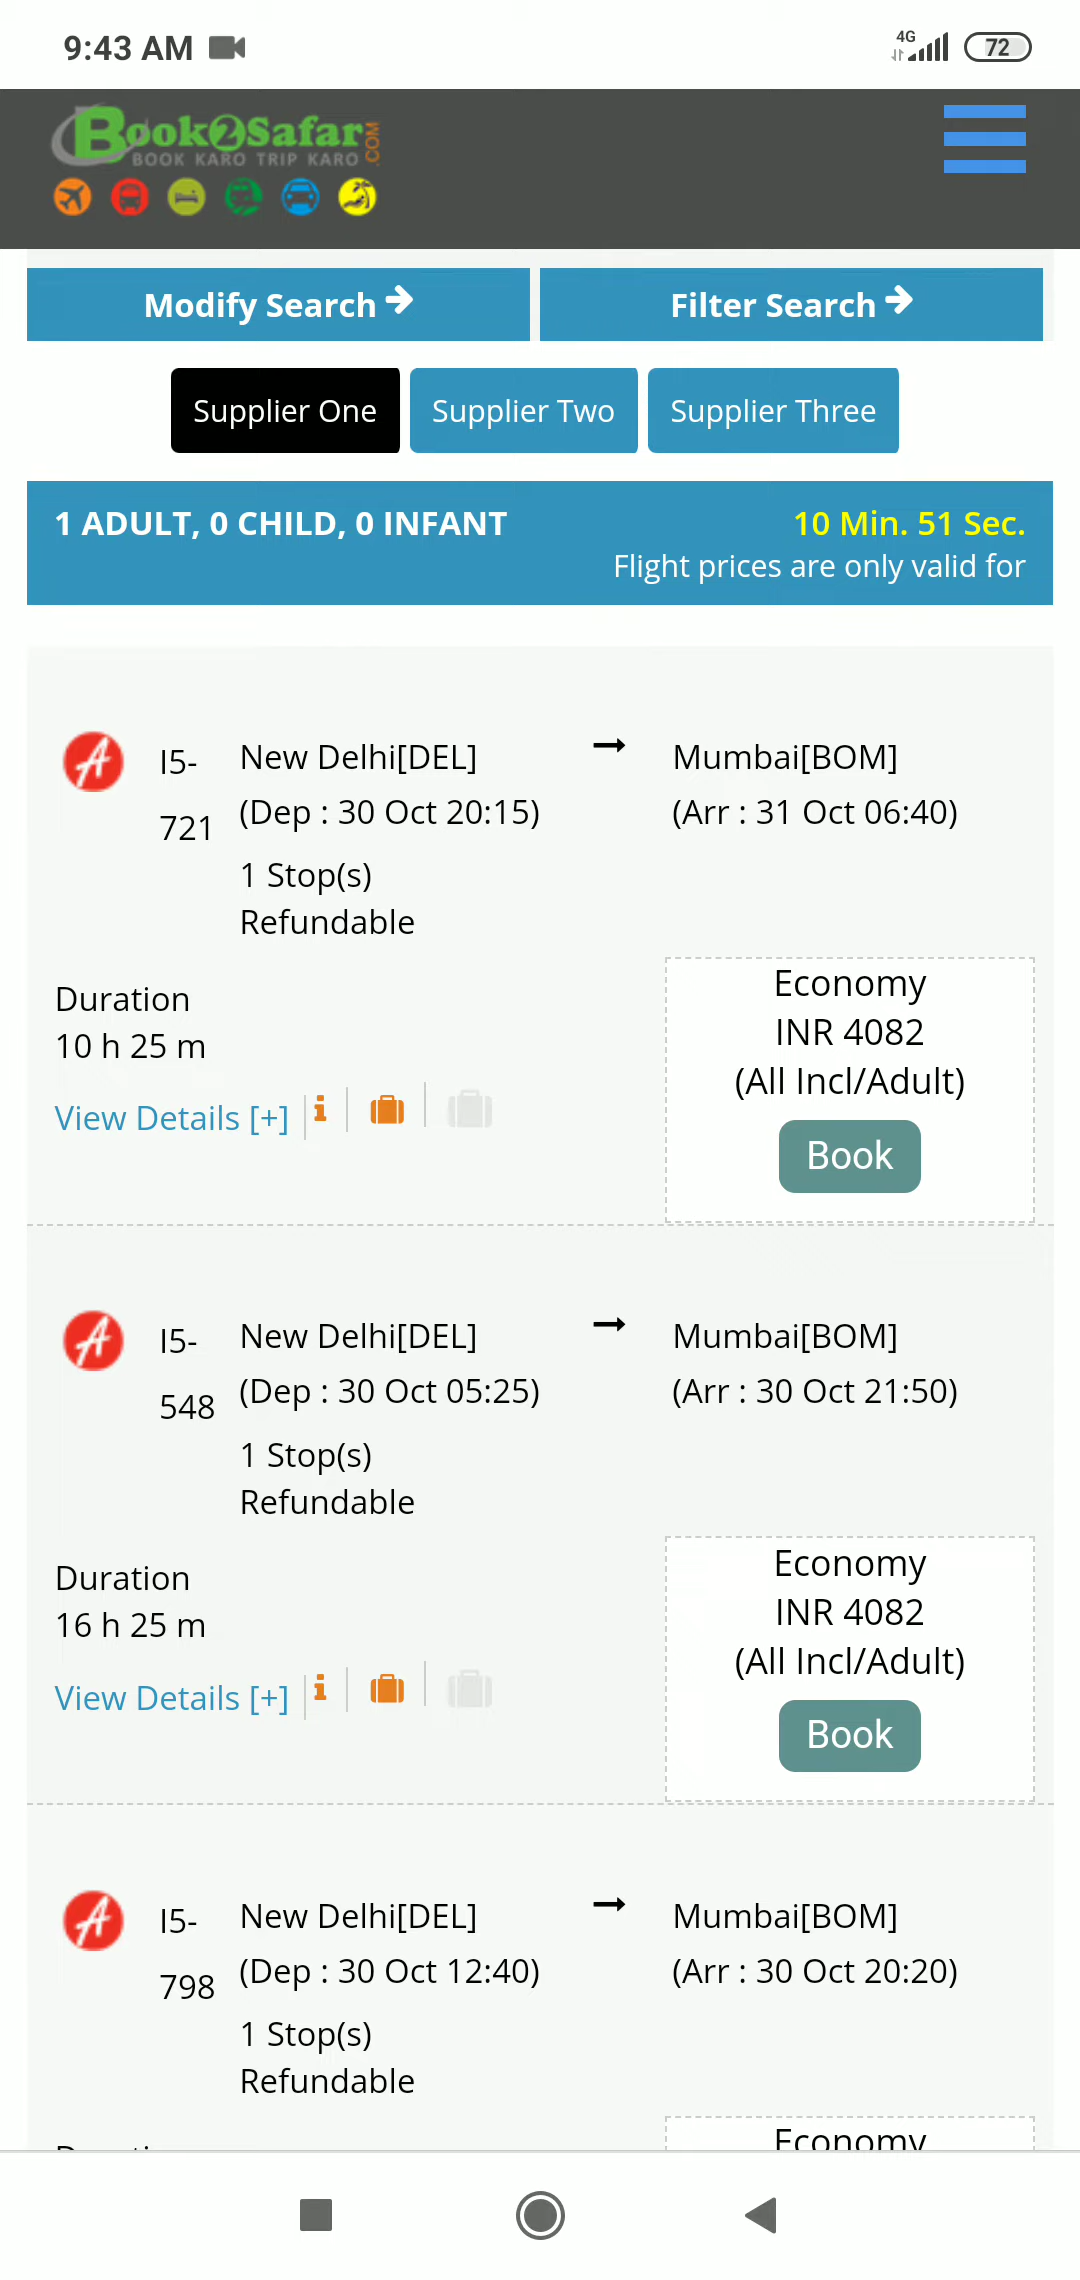 9:43 AM
4G
72
Book2Safar.COM
BOOK KARO TRIP KARO
Modify Search
Filter Search
Supplier One
Supplier Two
Supplier Three
1 ADULT, 0 CHILD, 0 INFANT
10 Min. 51 Sec.
Flight prices are only valid for
I5-
721
New Delhi[DEL]
(Dep : 30 Oct 20:15)
1 Stop(s)
Refundable
Mumbai[BOM]
(Arr : 31 Oct 06:40)
Duration
10 h 25 m
View Details [+]
Economy
INR 4082
(All Incl/Adult)
Book
I5-
548
New Delhi[DEL]
(Dep : 30 Oct 05:25)
1 Stop(s)
Refundable
Mumbai[BOM]
(Arr : 30 Oct 21:50)
Duration
16 h 25 m
View Details [+]
Economy
INR 4082
(All Incl/Adult)
Book
I5-
798
New Delhi[DEL]
(Dep : 30 Oct 12:40)
1 Stop(s)
Refundable
Mumbai[BOM]
(Arr : 30 Oct 20:20)
Economy